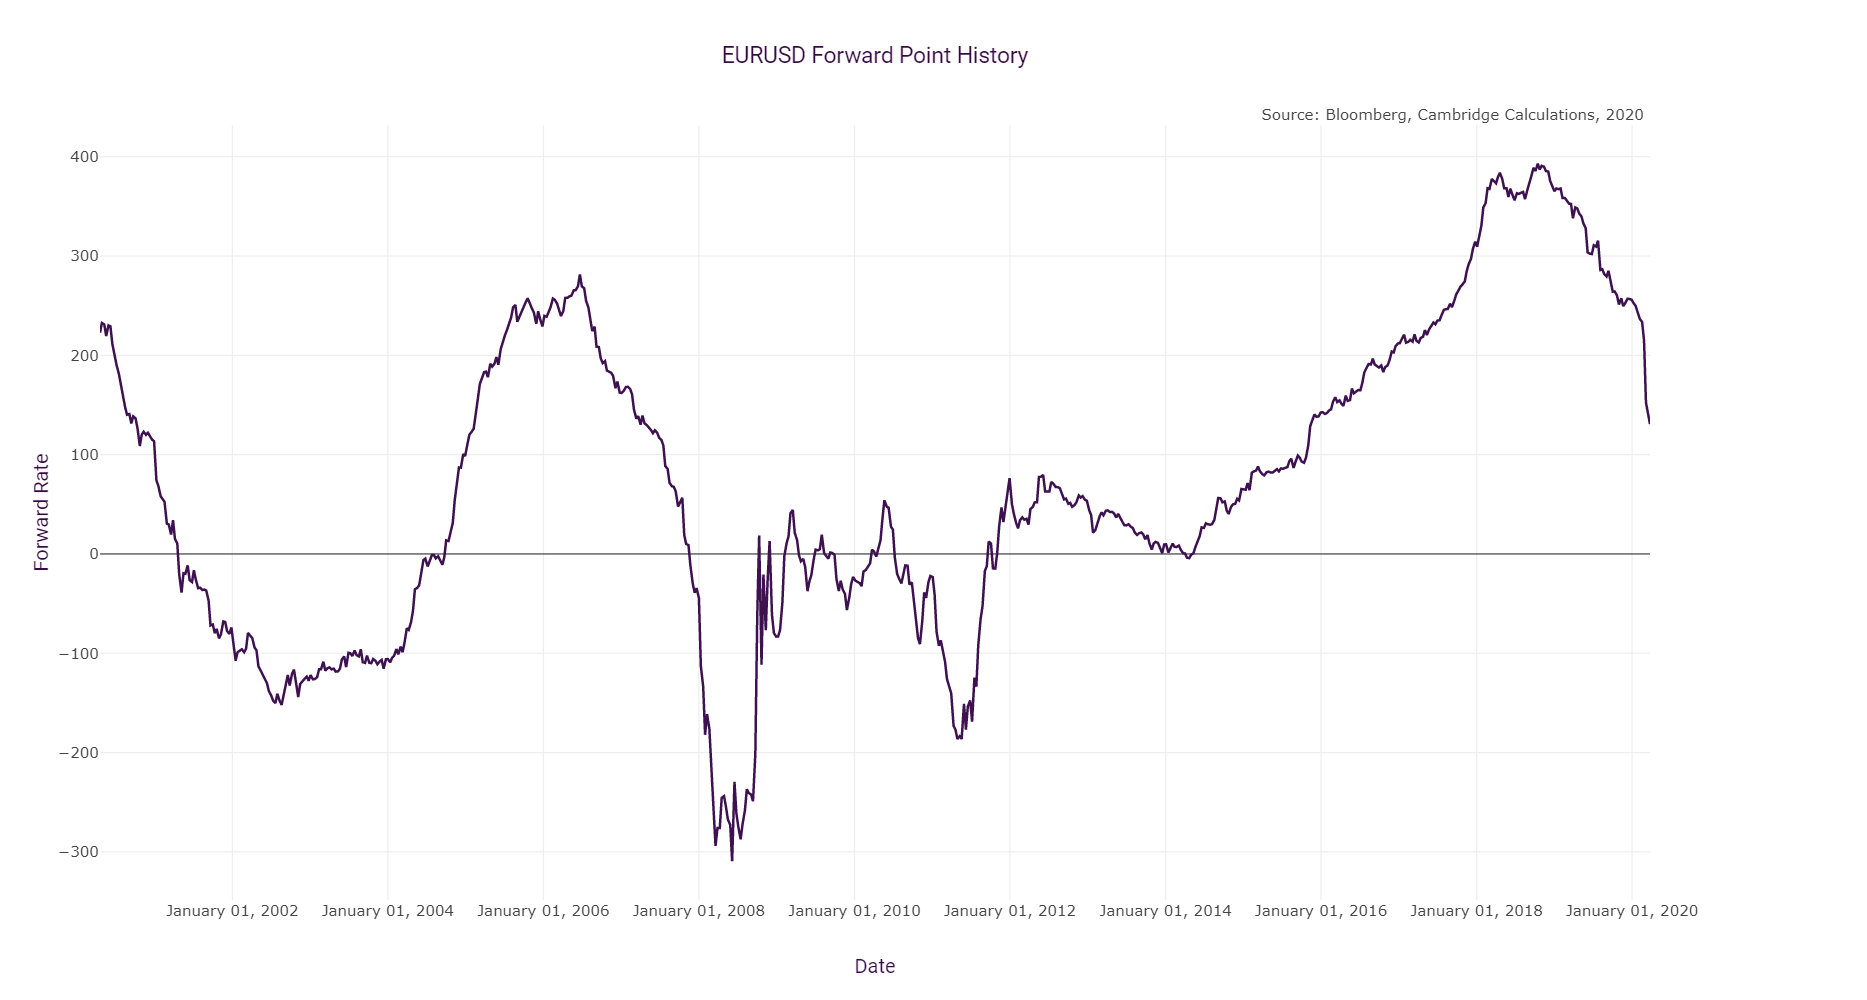 EURUSD Forward Point History
Source: Bloomberg, Cambridge Calculations, 2020
400
300
200
100
0
−100
−200
−300
Forward Rate
January 01, 2002
January 01, 2004
January 01, 2006
January 01, 2008
January 01, 2010
January 01, 2012
January 01, 2014
January 01, 2016
January 01, 2018
January 01, 2020
Date